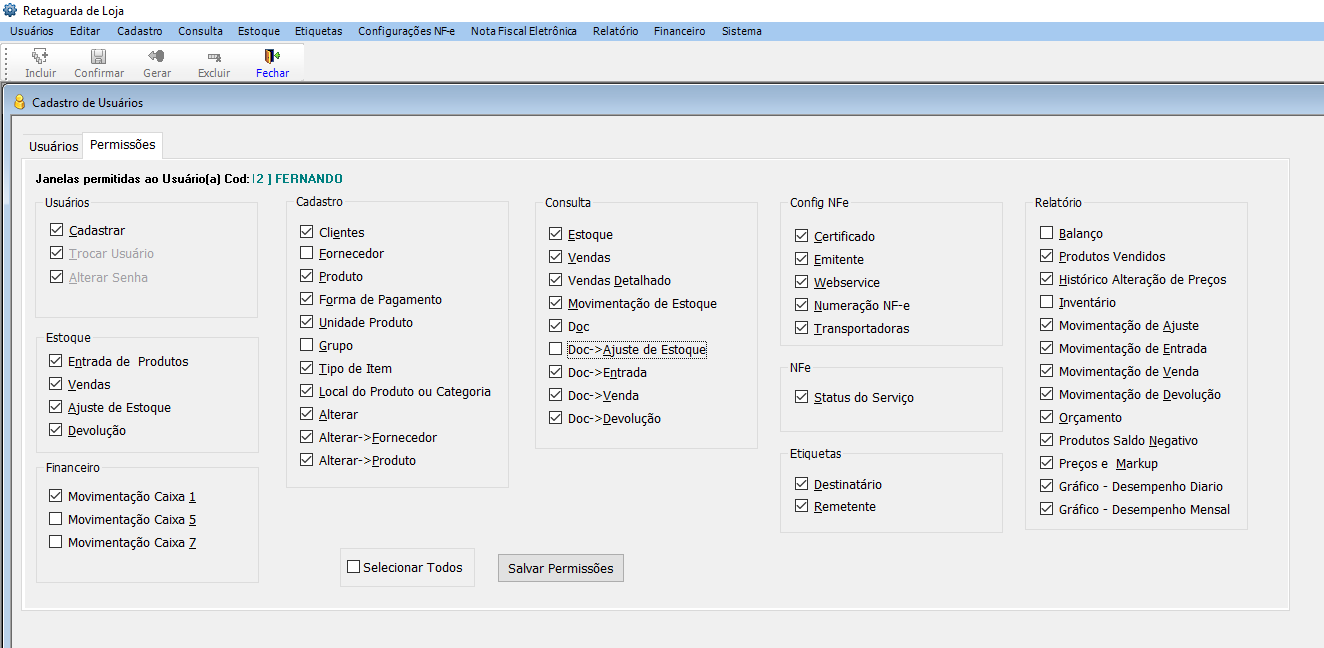 Retaguarda de Loja
Usuários Editar Cadastro Consulta Estoque Etiquetas Configurações NF-e Nota Fiscal Eletrônica Relatório Financeiro Sistema
Incluir Confirmar Gerar Excluir Fechar
Cadastro de Usuários
Usuários Permissões
Janelas permitidas ao Usuário(a) Cod: [2 ] FERNANDO
Usuários
Cadastrar
Trocar Usuário
Alterar Senha
Estoque
Entrada de Produtos
Vendas
Ajuste de Estoque
Devolução
Financeiro
Movimentação Caixa 1
Movimentação Caixa 5
Movimentação Caixa 7
Cadastro
Clientes
Fornecedor
Produto
Forma de Pagamento
Unidade Produto
Grupo
Tipo de Item
Local do Produto ou Categoria
Alterar
Alterar->Fornecedor
Alterar->Produto
Consulta
Estoque
Vendas
Vendas Detalhado
Movimentação de Estoque
Doc
Doc->Ajuste de Estoque
Doc->Entrada
Doc->Venda
Doc->Devolução
Config NFe
Certificado
Emitente
Webservice
Numeração NF-e
Transportadoras
NFe
Status do Serviço
Etiquetas
Destinatário
Remetente
Relatório
Balanço
Produtos Vendidos
Histórico Alteração de Preços
Inventário
Movimentação de Ajuste
Movimentação de Entrada
Movimentação de Venda
Movimentação de Devolução
Orçamento
Produtos Saldo Negativo
Preços e Markup
Gráfico - Desempenho Diario
Gráfico - Desempenho Mensal
Selecionar Todos
Salvar Permissões